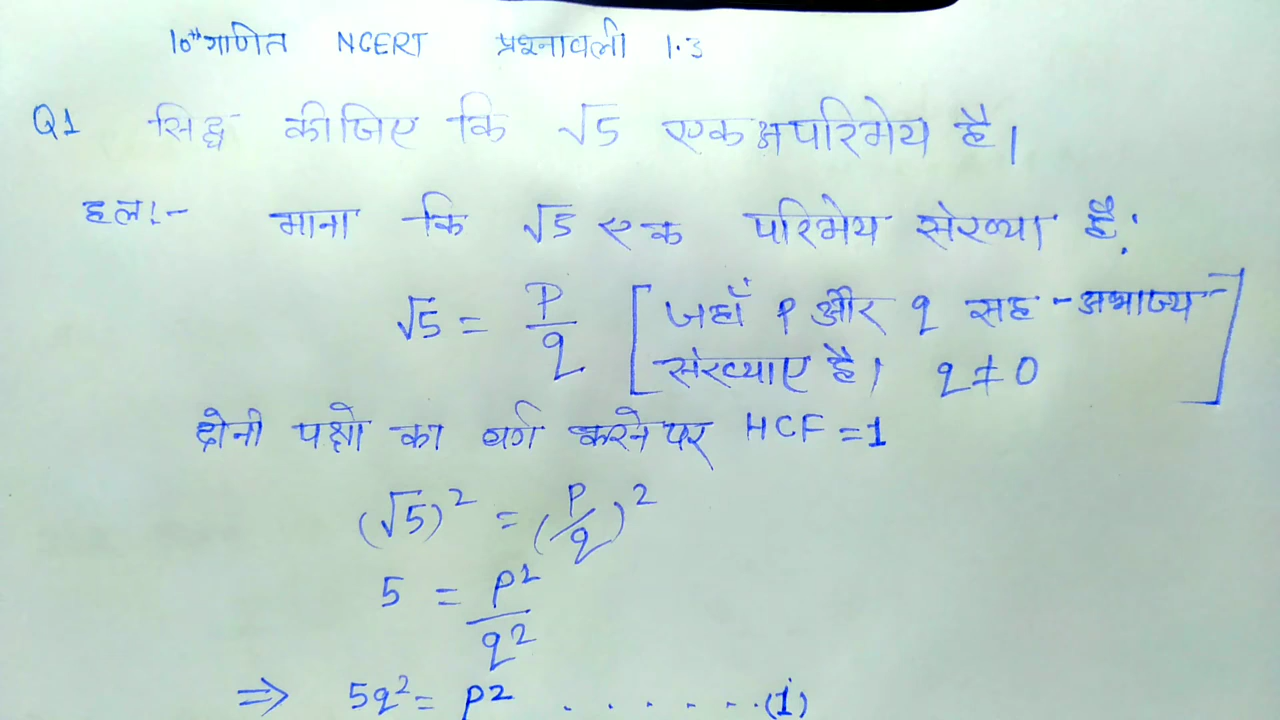 10th गणित NCERT प्रश्नावली 1.3
Q1 सिद्ध कीजिए कि √5 एक अपरिमेय है।
हल:- माना कि √5 एक परिमेय संख्या है:
√5 = p/q [जहाँ p और q सह-अभाज्य
संख्याए है। q ≠ 0]
दोनो पक्षो का वर्ग करने पर HCF = 1
(√5)² = (p/q)²
5 = p²/q²
⇒ 5q² = p² . . . . . . . . (i)